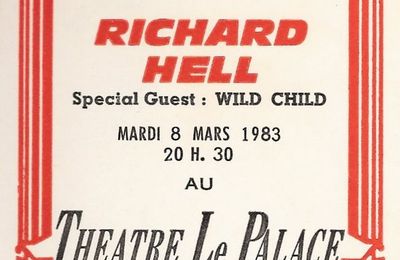 RICHARD
HELL
Special Guest : WILD CHILD
MARDI 8 MARS 1983
20 H. 30
AU
THEATRE Le PALACE